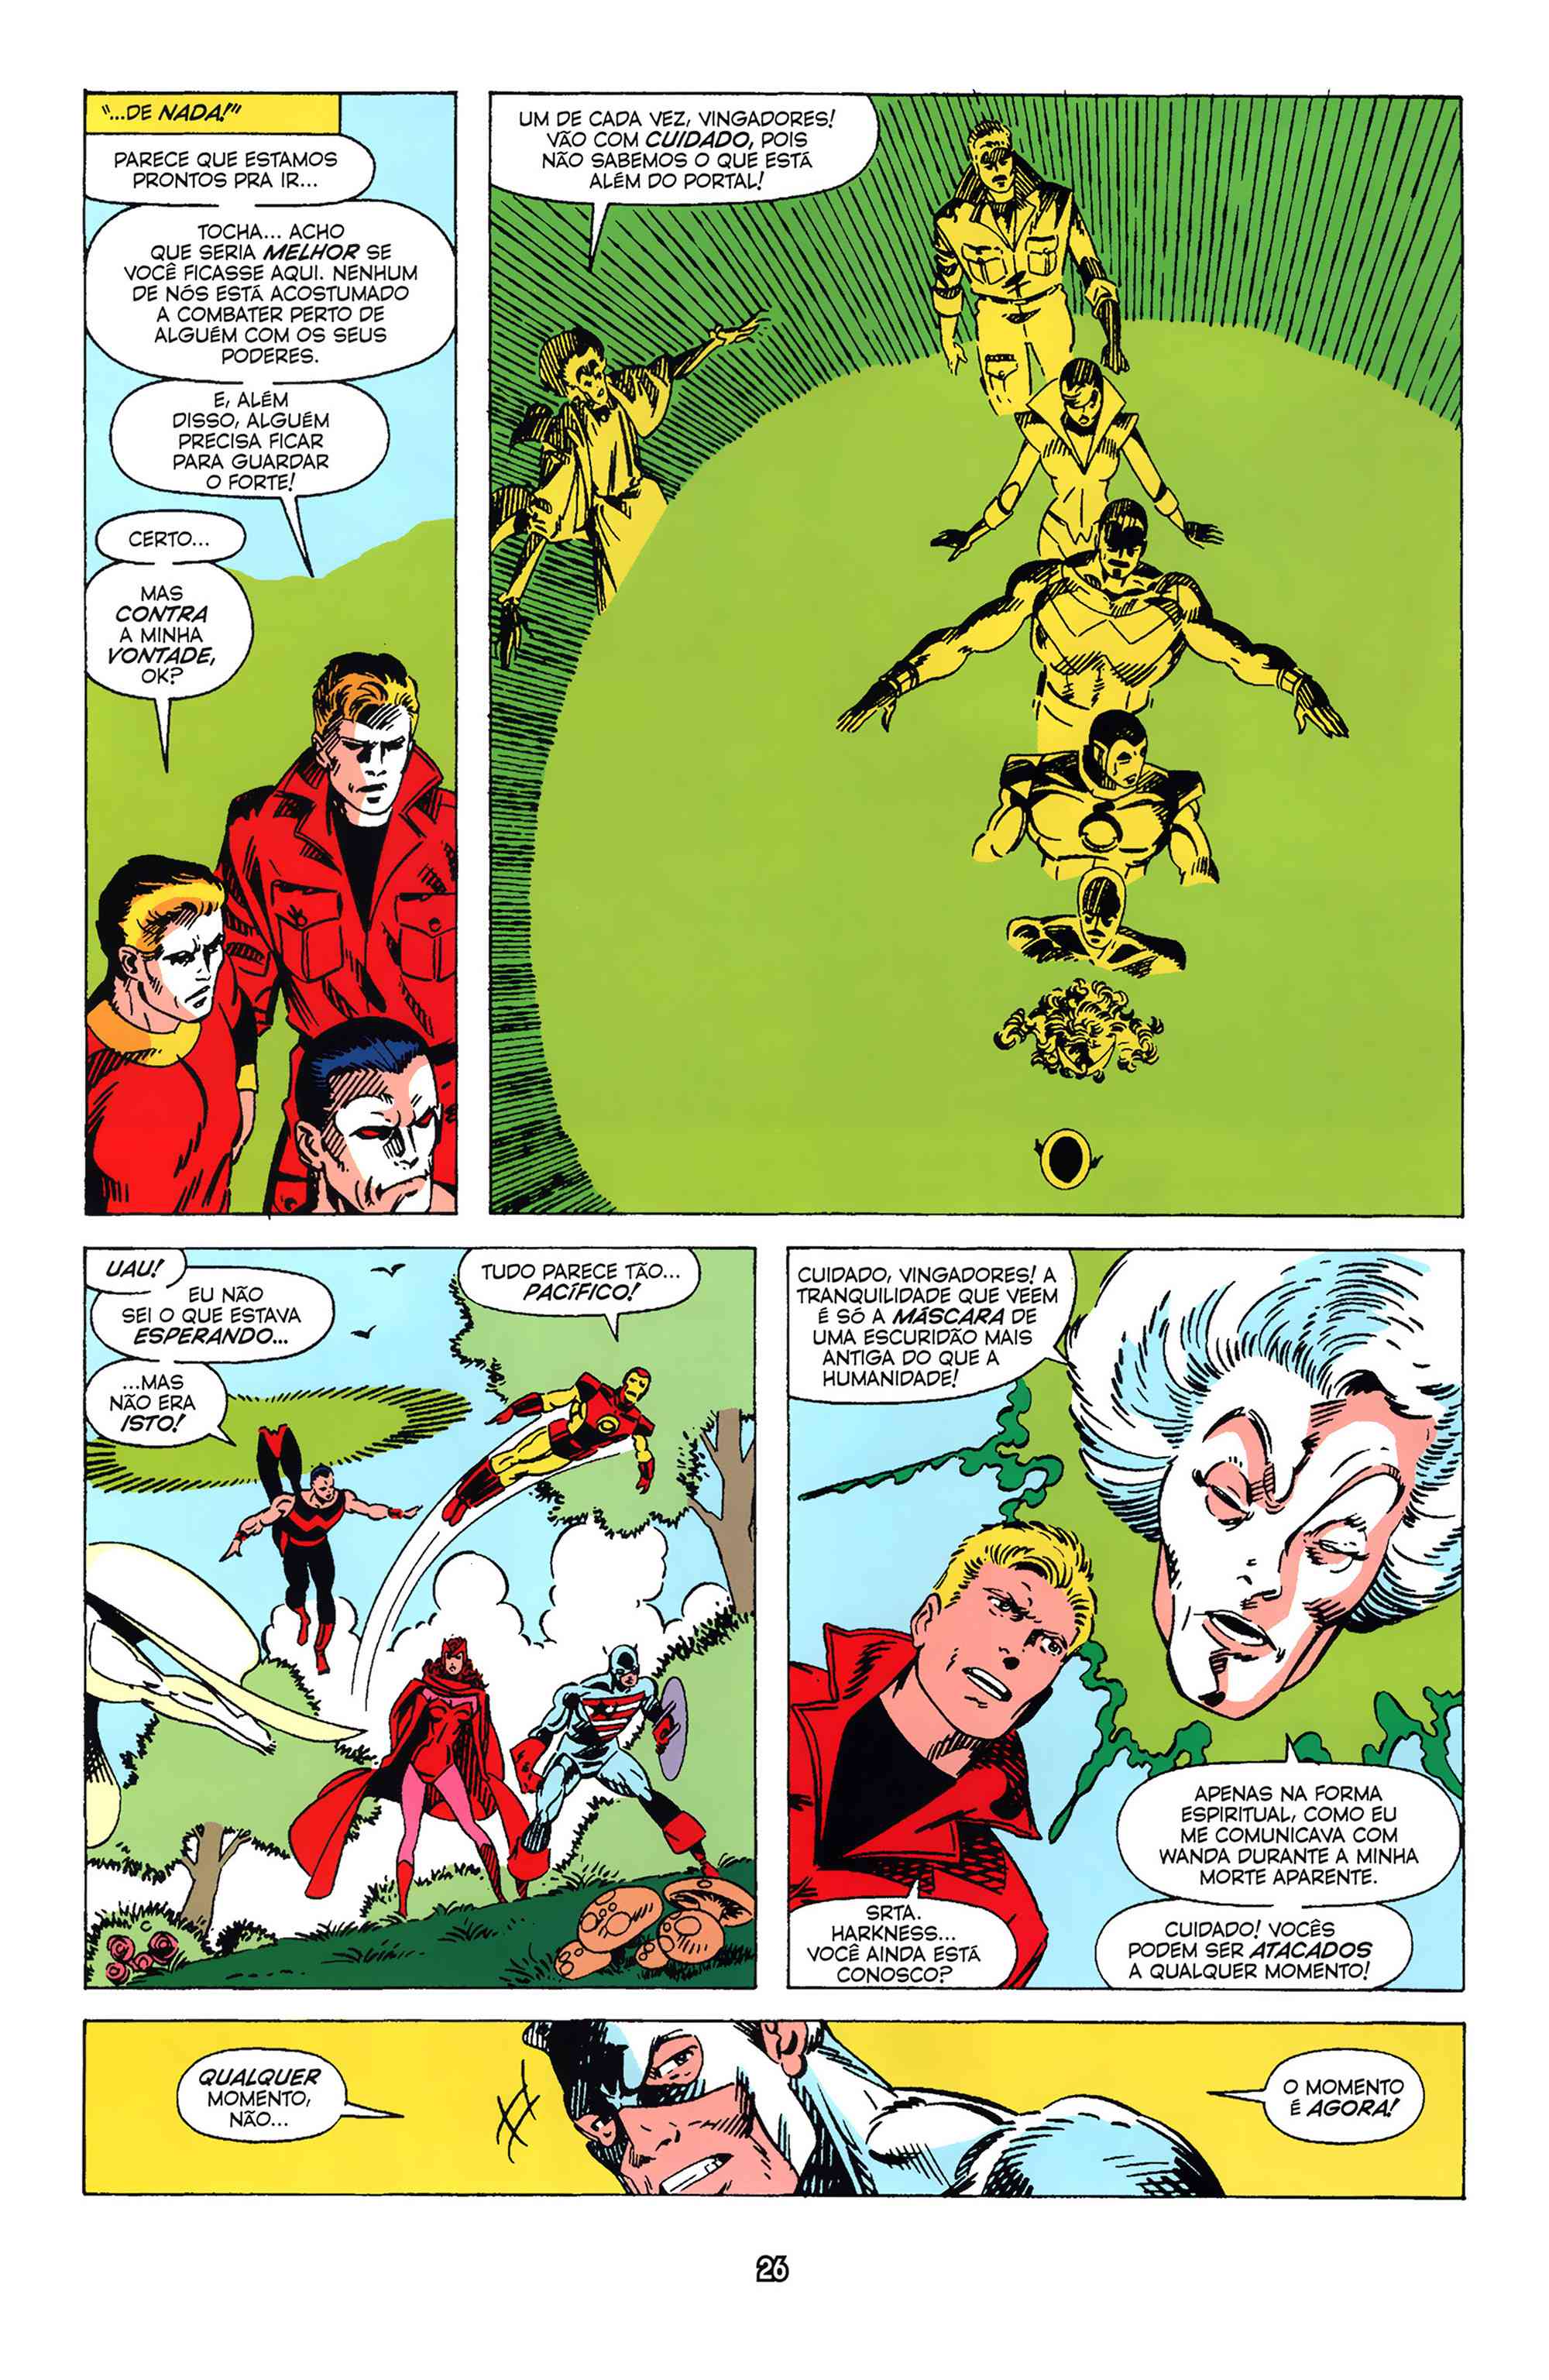 "...DE NADA!"
PARECE QUE ESTAMOS
PRONTOS PRA IR...
TOCHA... ACHO
QUE SERIA MELHOR SE
VOCÊ FICASSE AQUI. NENHUM
DE NÓS ESTÁ ACOSTUMADO
A COMBATER PERTO DE
ALGUÉM COM OS SEUS
PODERES.
E, ALÉM
DISSO, ALGUÉM
PRECISA FICAR
PARA GUARDAR
O FORTE!
CERTO...
MAS
CONTRA
A MINHA
VONTADE,
OK?
UM DE CADA VEZ, VINGADORES!
VÃO COM CUIDADO, POIS
NÃO SABEMOS O QUE ESTÁ
ALÉM DO PORTAL!
UAU!
EU NÃO
SEI O QUE ESTAVA
ESPERANDO...
...MAS
NÃO ERA
ISTO!
TUDO PARECE TÃO...
PACÍFICO!
CUIDADO, VINGADORES! A
TRANQUILIDADE QUE VEEM
É SÓ A MÁSCARA DE
UMA ESCURIDÃO MAIS
ANTIGA DO QUE A
HUMANIDADE!
SRTA.
HARKNESS...
VOCÊ AINDA ESTÁ
CONOSCO?
APENAS NA FORMA
ESPIRITUAL, COMO EU
ME COMUNICAVA COM
WANDA DURANTE A MINHA
MORTE APARENTE.
CUIDADO! VOCÊS
PODEM SER ATACADOS
A QUALQUER MOMENTO!
QUALQUER
MOMENTO,
NÃO...
O MOMENTO
É AGORA!
26